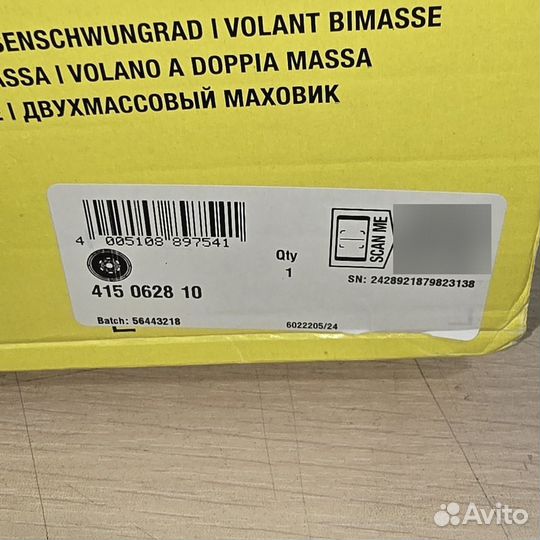 SENSCHWUNGRAD | VOLANT BIMASSE
ASSA | VOLANO A DOPPIA MASSA
| ДВУХМАССОВЫЙ МАХОВИК
4 005108 897541
Qty
1
SCAN ME
SN: 2428921879823138
415 0628 10
Batch: 56443218
6022205/24
Avito